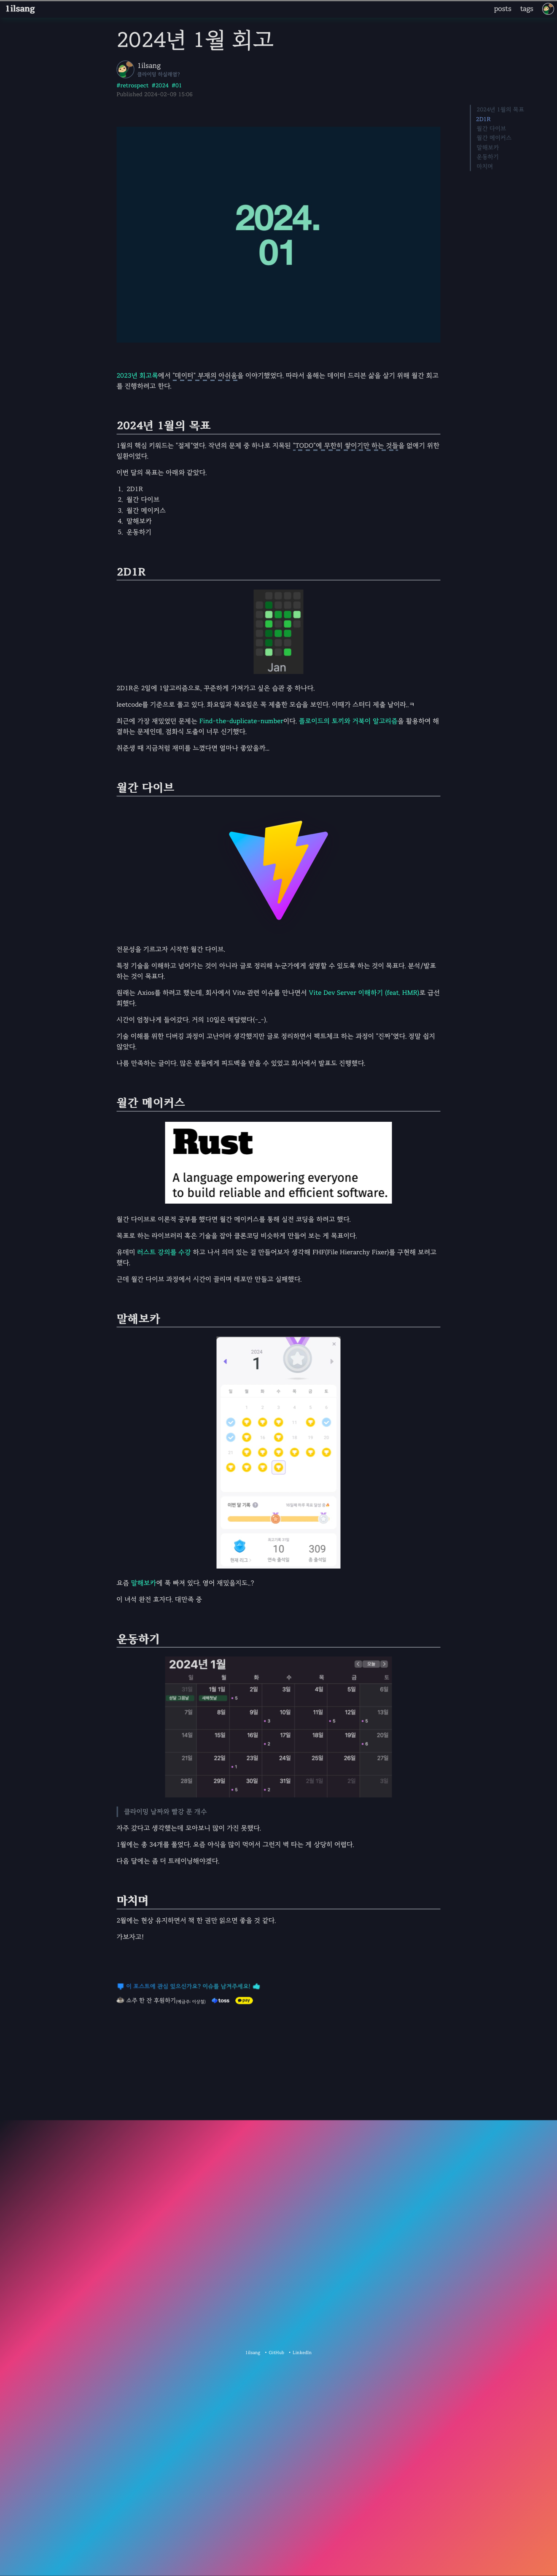 1ilsang
posts tags
2024년 1월 회고
1ilsang
클라이밍 하실래염?
#retrospect #2024 #01
Published 2024-02-09 12:06
2024년 1월의 목표
2D1R
월간 다이브
월간 메이커스
말해보카
운동하기
마치며
2024.
01
2023년 회고록에서 "데이터" 부재의 아쉬움을 이야기했었다. 따라서 올해는 데이터 드리븐 삶을 살기 위해 월간 회고
를 진행하려고 한다.
2024년 1월의 목표
1월의 핵심 키워드는 "절제"였다. 작년의 문제 중 하나로 지목된 "TODO"에 무한히 쌓이기만 하는 것들을 없애기 위한
일환이었다.
이번 달의 목표는 아래와 같았다.
1. 2D1R
2. 월간 다이브
3. 월간 메이커스
4. 말해보카
5. 운동하기
2D1R
Jan
2D1R은 2일에 1알고리즘으로, 꾸준하게 가져가고 싶은 습관 중 하나다.
leetcode를 기준으로 풀고 있다. 화요일과 목요일은 꼭 제출한 모습을 보인다. 이때가 스터디 제출 날이라..ㅋ
최근에 가장 재밌었던 문제는 Find-the-duplicate-number이다. 플로이드의 토끼와 거북이 알고리즘을 활용하여 해
결하는 문제인데, 점화식 도출이 너무 신기했다.
취준생 때 지금처럼 재미를 느꼈다면 얼마나 좋았을까...
월간 다이브
전문성을 기르고자 시작한 월간 다이브.
특정 기술을 이해하고 넘어가는 것이 아니라 글로 정리해 누군가에게 설명할 수 있도록 하는 것이 목표다. 분석/발표
하는 것이 목표다.
원래는 Axios를 하려고 했는데, 회사에서 Vite 관련 이슈를 만나면서 Vite Dev Server 이해하기 (feat. HMR)로 급선
회했다.
시간이 엄청나게 들어갔다. 거의 10일은 매달렸다(-_-).
기술 이해를 위한 디버깅 과정이 고난이라 생각했지만 글로 정리하면서 팩트체크 하는 과정이 "진짜"였다. 정말 쉽지
않았다.
나름 만족하는 글이다. 많은 분들에게 피드백을 받을 수 있었고 회사에서 발표도 진행했다.
월간 메이커스
Rust
A language empowering everyone
to build reliable and efficient software.
월간 다이브로 이론적 공부를 했다면 월간 메이커스를 통해 실전 코딩을 하려고 했다.
목표로 하는 라이브러리 혹은 기술을 잡아 클론코딩 비슷하게 만들어 보는 게 목표이다.
유데미 러스트 강의를 수강 하고 나서 의미 있는 걸 만들어보자 생각해 FHF(File Hierarchy Fixer)를 구현해 보려고
했다.
근데 월간 다이브 과정에서 시간이 끌리며 레포만 만들고 실패했다.
말해보카
2024
1
일 월 화 수 목 금 토
이번 달 기록
현재 리그
10
연속 출석일
309
총 출석일
요즘 말해보카에 푹 빠져 있다. 영어 재밌을지도..?
이 녀석 완전 효자다. 대만족 중
운동하기
2024년 1월
오늘
일 월 화 수 목 금 토
31일 1월 1일 2일 3일 4일 5일 6일
섣달 그믐날 새해첫날 5
7일 8일 9일 10일 11일 12일 13일
3 5 5
14일 15일 16일 17일 18일 19일 20일
2 6
21일 22일 23일 24일 25일 26일 27일
1
28일 29일 30일 31일 2월 1일 2일 3일
5 2
클라이밍 날짜와 빨강 푼 개수
자주 갔다고 생각했는데 모아보니 많이 가진 못했다.
1월에는 총 34개를 풀었다. 요즘 야식을 많이 먹어서 그런지 벽 타는 게 상당히 어렵다.
다음 달에는 좀 더 트레이닝해야겠다.
마치며
2월에는 현상 유지하면서 책 한 권만 읽으면 좋을 것 같다.
가보자고!
이 포스트에 관심 있으신가요? 이슈를 남겨주세요!
소주 한 잔 후원하기(예금주: 이상철) toss pay
1ilsang • GitHub • LinkedIn